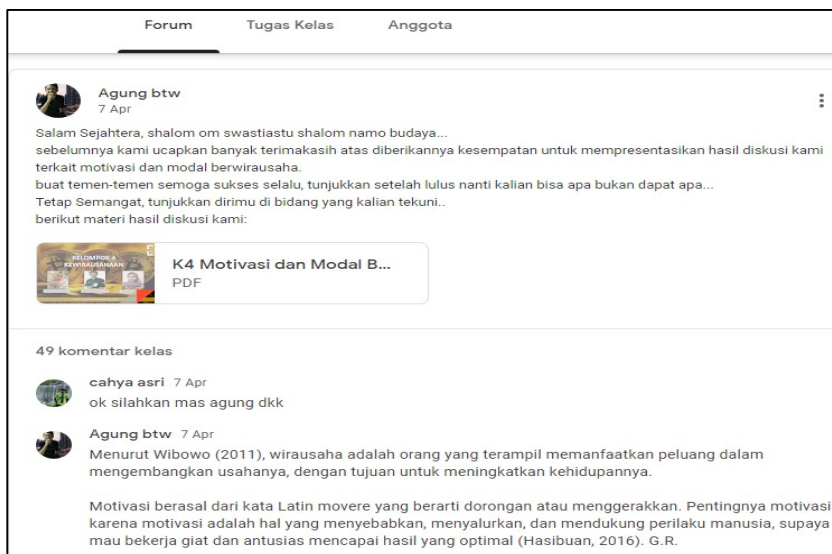 Forum Tugas Kelas Anggota
Agung btw
7 Apr
Salam Sejahtera, shalom om swastiastu shalom namo budaya...
sebelumnya kami ucapkan banyak terimakasih atas diberikannya kesempatan untuk mempresentasikan hasil diskusi kami
terkait motivasi dan modal berwirausaha.
buat temen-temen semoga sukses selalu, tunjukkan setelah lulus nanti kalian bisa apa bukan dapat apa...
Tetap Semangat, tunjukkan dirimu di bidang yang kalian tekuni..
berikut materi hasil diskusi kami:
KELOMPOK 4
KEWIRAUSAHAAN
K4 Motivasi dan Modal B...
PDF
49 komentar kelas
cahya asri 7 Apr
ok silahkan mas agung dkk
Agung btw 7 Apr
Menurut Wibowo (2011), wirausaha adalah orang yang terampil memanfaatkan peluang dalam
mengembangkan usahanya, dengan tujuan untuk meningkatkan kehidupannya.
Motivasi berasal dari kata Latin movere yang berarti dorongan atau menggerakkan. Pentingnya motivasi
karena motivasi adalah hal yang menyebabkan, menyalurkan, dan mendukung perilaku manusia, supaya
mau bekerja giat dan antusias mencapai hasil yang optimal (Hasibuan, 2016). G.R.